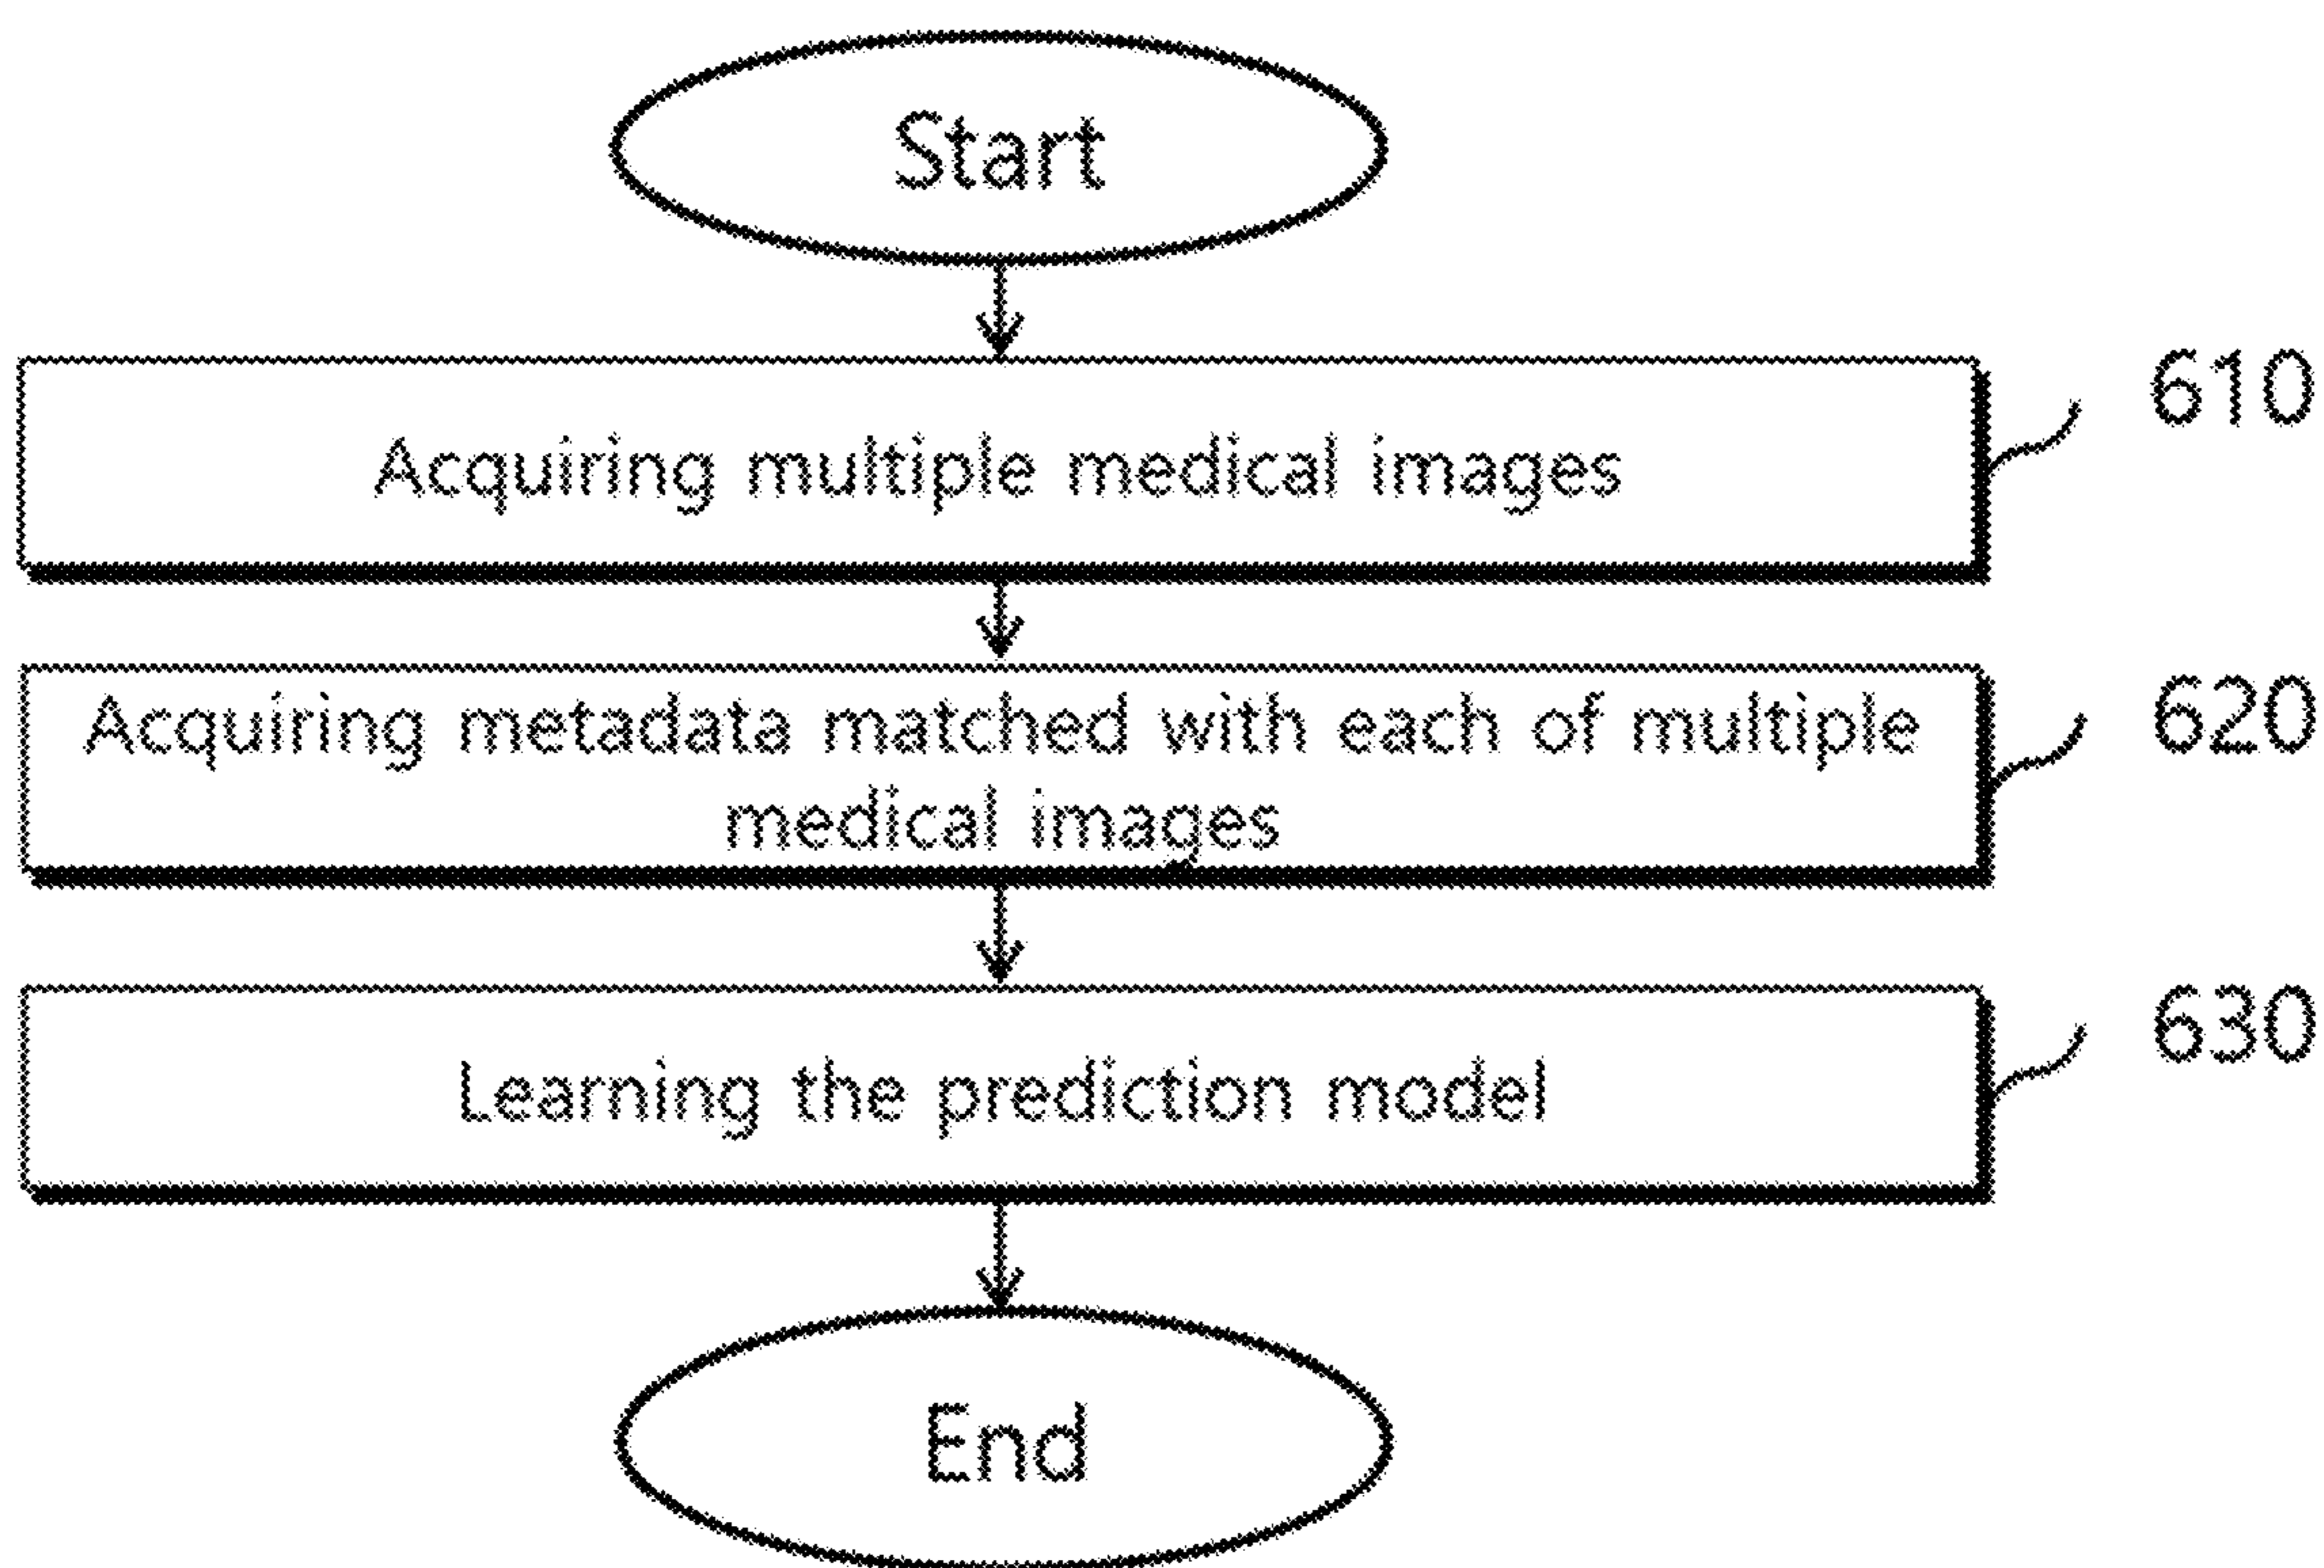 Start
Acquiring multiple medical images
610
Acquiring metadata matched with each of multiple
medical images
620
Learning the prediction model
630
End